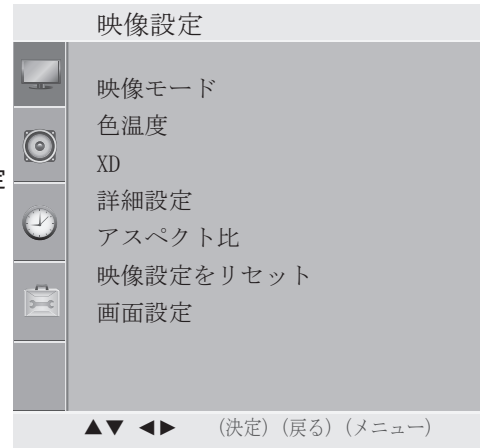 映像設定
映像モード
色温度
XD
詳細設定
アスペクト比
映像設定をリセット
画面設定
定
▲▼ ◀▶ (決定) (戻る) (メニュー)